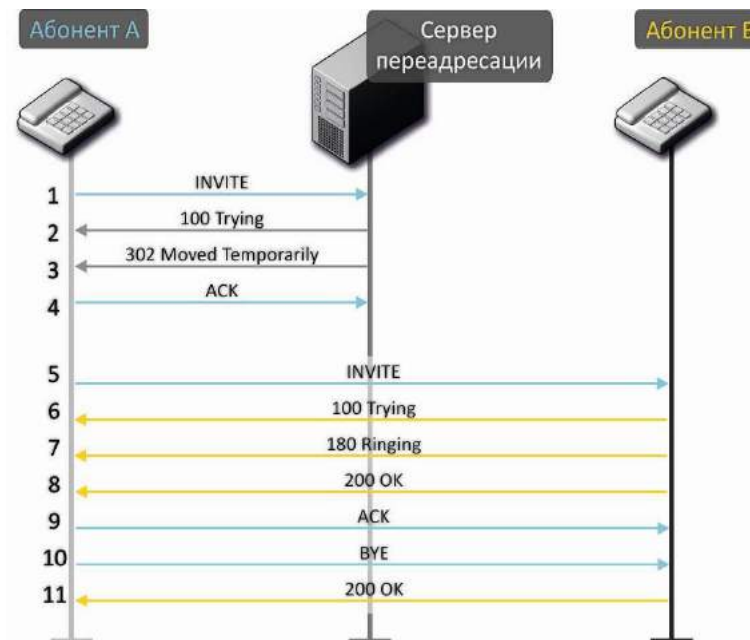 Абонент А
Сервер
переадресации
Абонент В
1 INVITE
2 100 Trying
3 302 Moved Temporarily
4 ACK
5 INVITE
6 100 Trying
7 180 Ringing
8 200 OK
9 ACK
10 BYE
11 200 OK